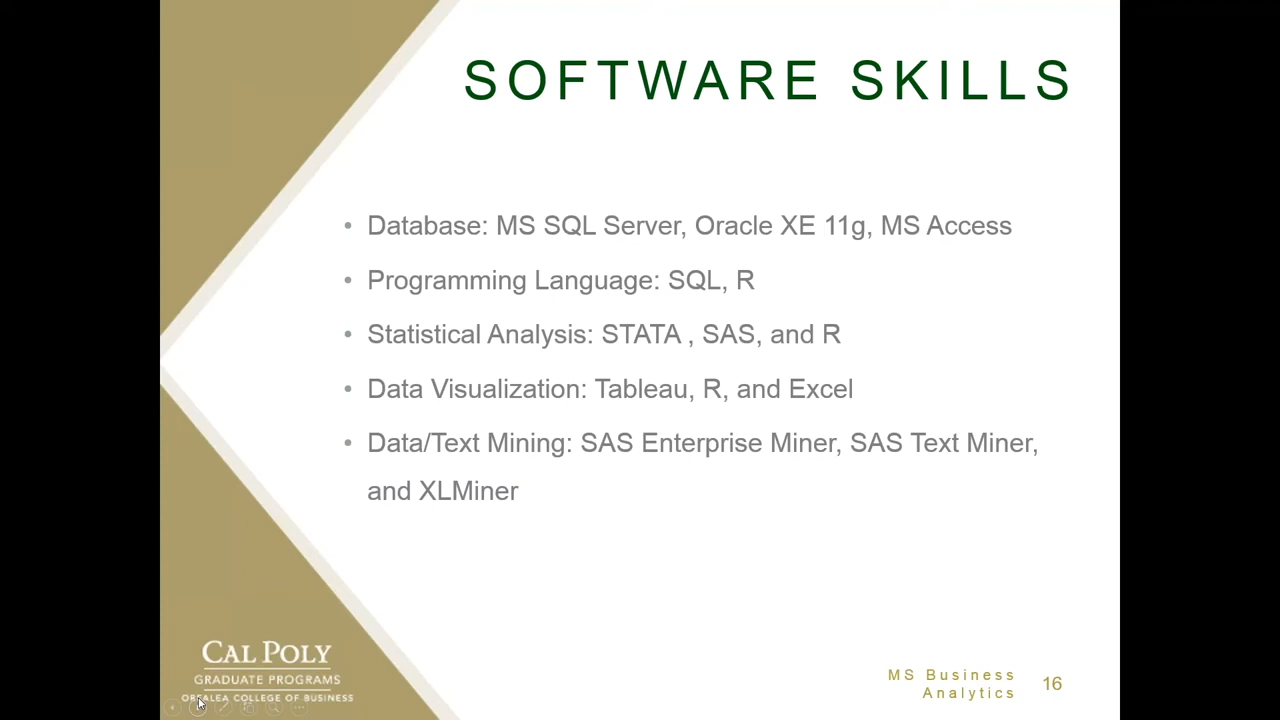 SOFTWARE SKILLS
• Database: MS SQL Server, Oracle XE 11g, MS Access
• Programming Language: SQL, R
• Statistical Analysis: STATA , SAS, and R
• Data Visualization: Tableau, R, and Excel
• Data/Text Mining: SAS Enterprise Miner, SAS Text Miner,
and XLMiner
CAL POLY
GRADUATE PROGRAMS
ORFALEA COLLEGE OF BUSINESS
MS Business
Analytics
16